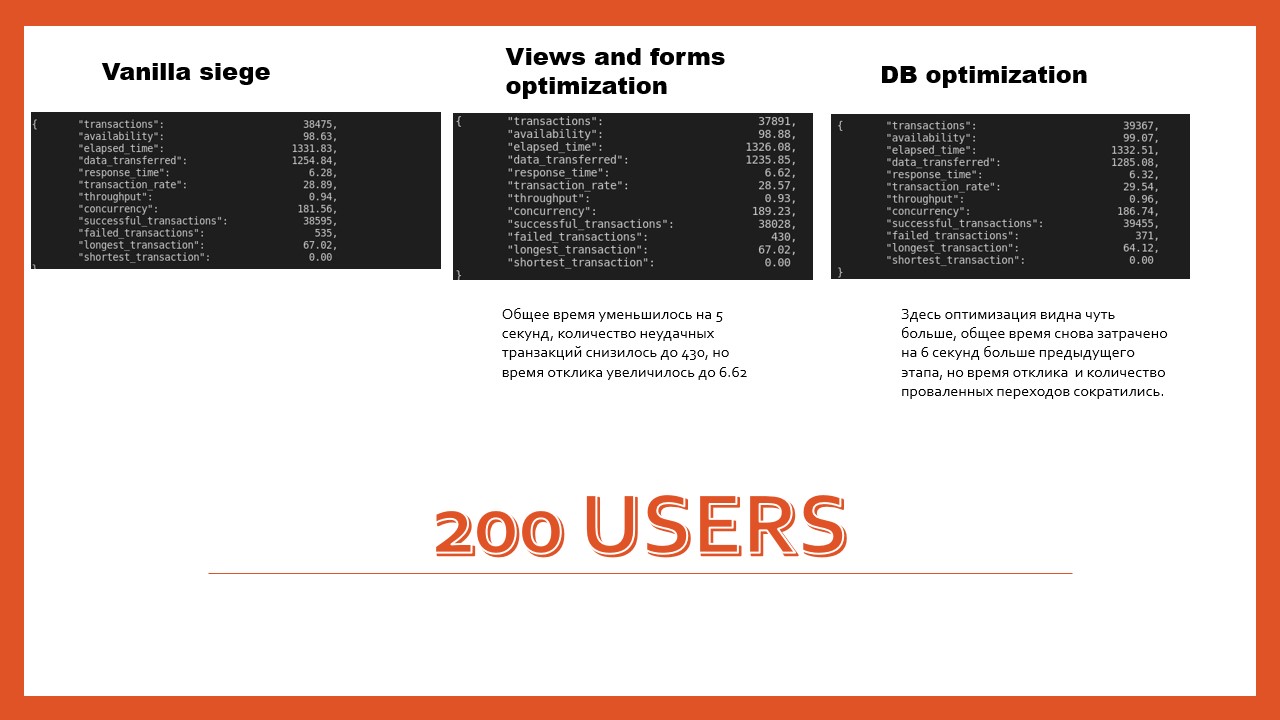 Vanilla siege
{ "transactions": 38475,
"availability": 98.63,
"elapsed_time": 1331.83,
"data_transferred": 1254.84,
"response_time": 6.28,
"transaction_rate": 28.89,
"throughput": 0.94,
"concurrency": 181.56,
"successful_transactions": 38595,
"failed_transactions": 535,
"longest_transaction": 67.02,
"shortest_transaction": 0.00
}
Views and forms
optimization
{ "transactions": 37891,
"availability": 98.88,
"elapsed_time": 1326.08,
"data_transferred": 1235.85,
"response_time": 6.62,
"transaction_rate": 28.57,
"throughput": 0.93,
"concurrency": 189.23,
"successful_transactions": 38028,
"failed_transactions": 430,
"longest_transaction": 67.02,
"shortest_transaction": 0.00
}
Общее время уменьшилось на 5
секунд, количество неудачных
транзакций снизилось до 430, но
время отклика увеличилось до 6.62
DB optimization
{ "transactions": 39367,
"availability": 99.07,
"elapsed_time": 1332.51,
"data_transferred": 1285.08,
"response_time": 6.32,
"transaction_rate": 29.54,
"throughput": 0.96,
"concurrency": 186.74,
"successful_transactions": 39455,
"failed_transactions": 371,
"longest_transaction": 64.12,
"shortest_transaction": 0.00
}
Здесь оптимизация видна чуть
больше, общее время снова затрачено
на 6 секунд больше предыдущего
этапа, но время отклика и количество
проваленных переходов сократились.
200 USERS